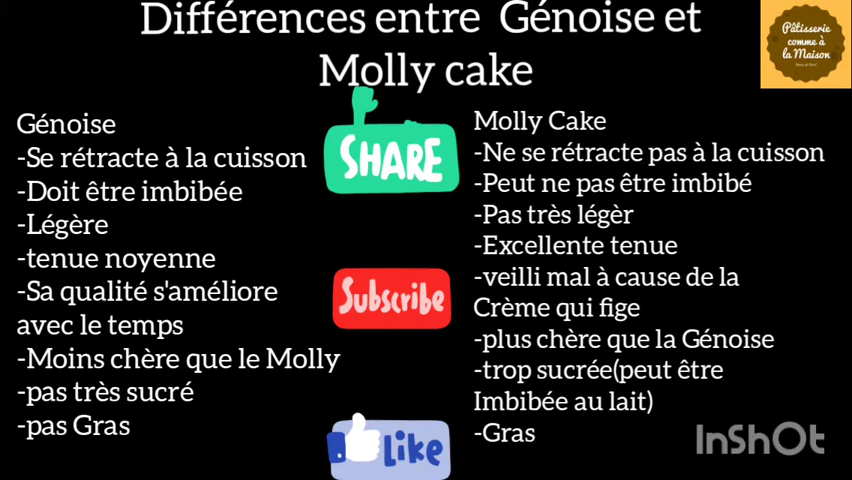 Différences entre Génoise et
Molly cake
Pâtisserie
comme à
la Maison
Génoise
-Se rétracte à la cuisson
-Doit être imbibée
-Légère
-tenue noyenne
-Sa qualité s'améliore
avec le temps
-Moins chère que le Molly
-pas très sucré
-pas Gras
SHARE
Subscribe
Like
Molly Cake
-Ne se rétracte pas à la cuisson
-Peut ne pas être imbibé
-Pas très légèr
-Excellente tenue
-veilli mal à cause de la
Crème qui fige
-plus chère que la Génoise
-trop sucrée(peut être
Imbibée au lait)
-Gras
InShOt